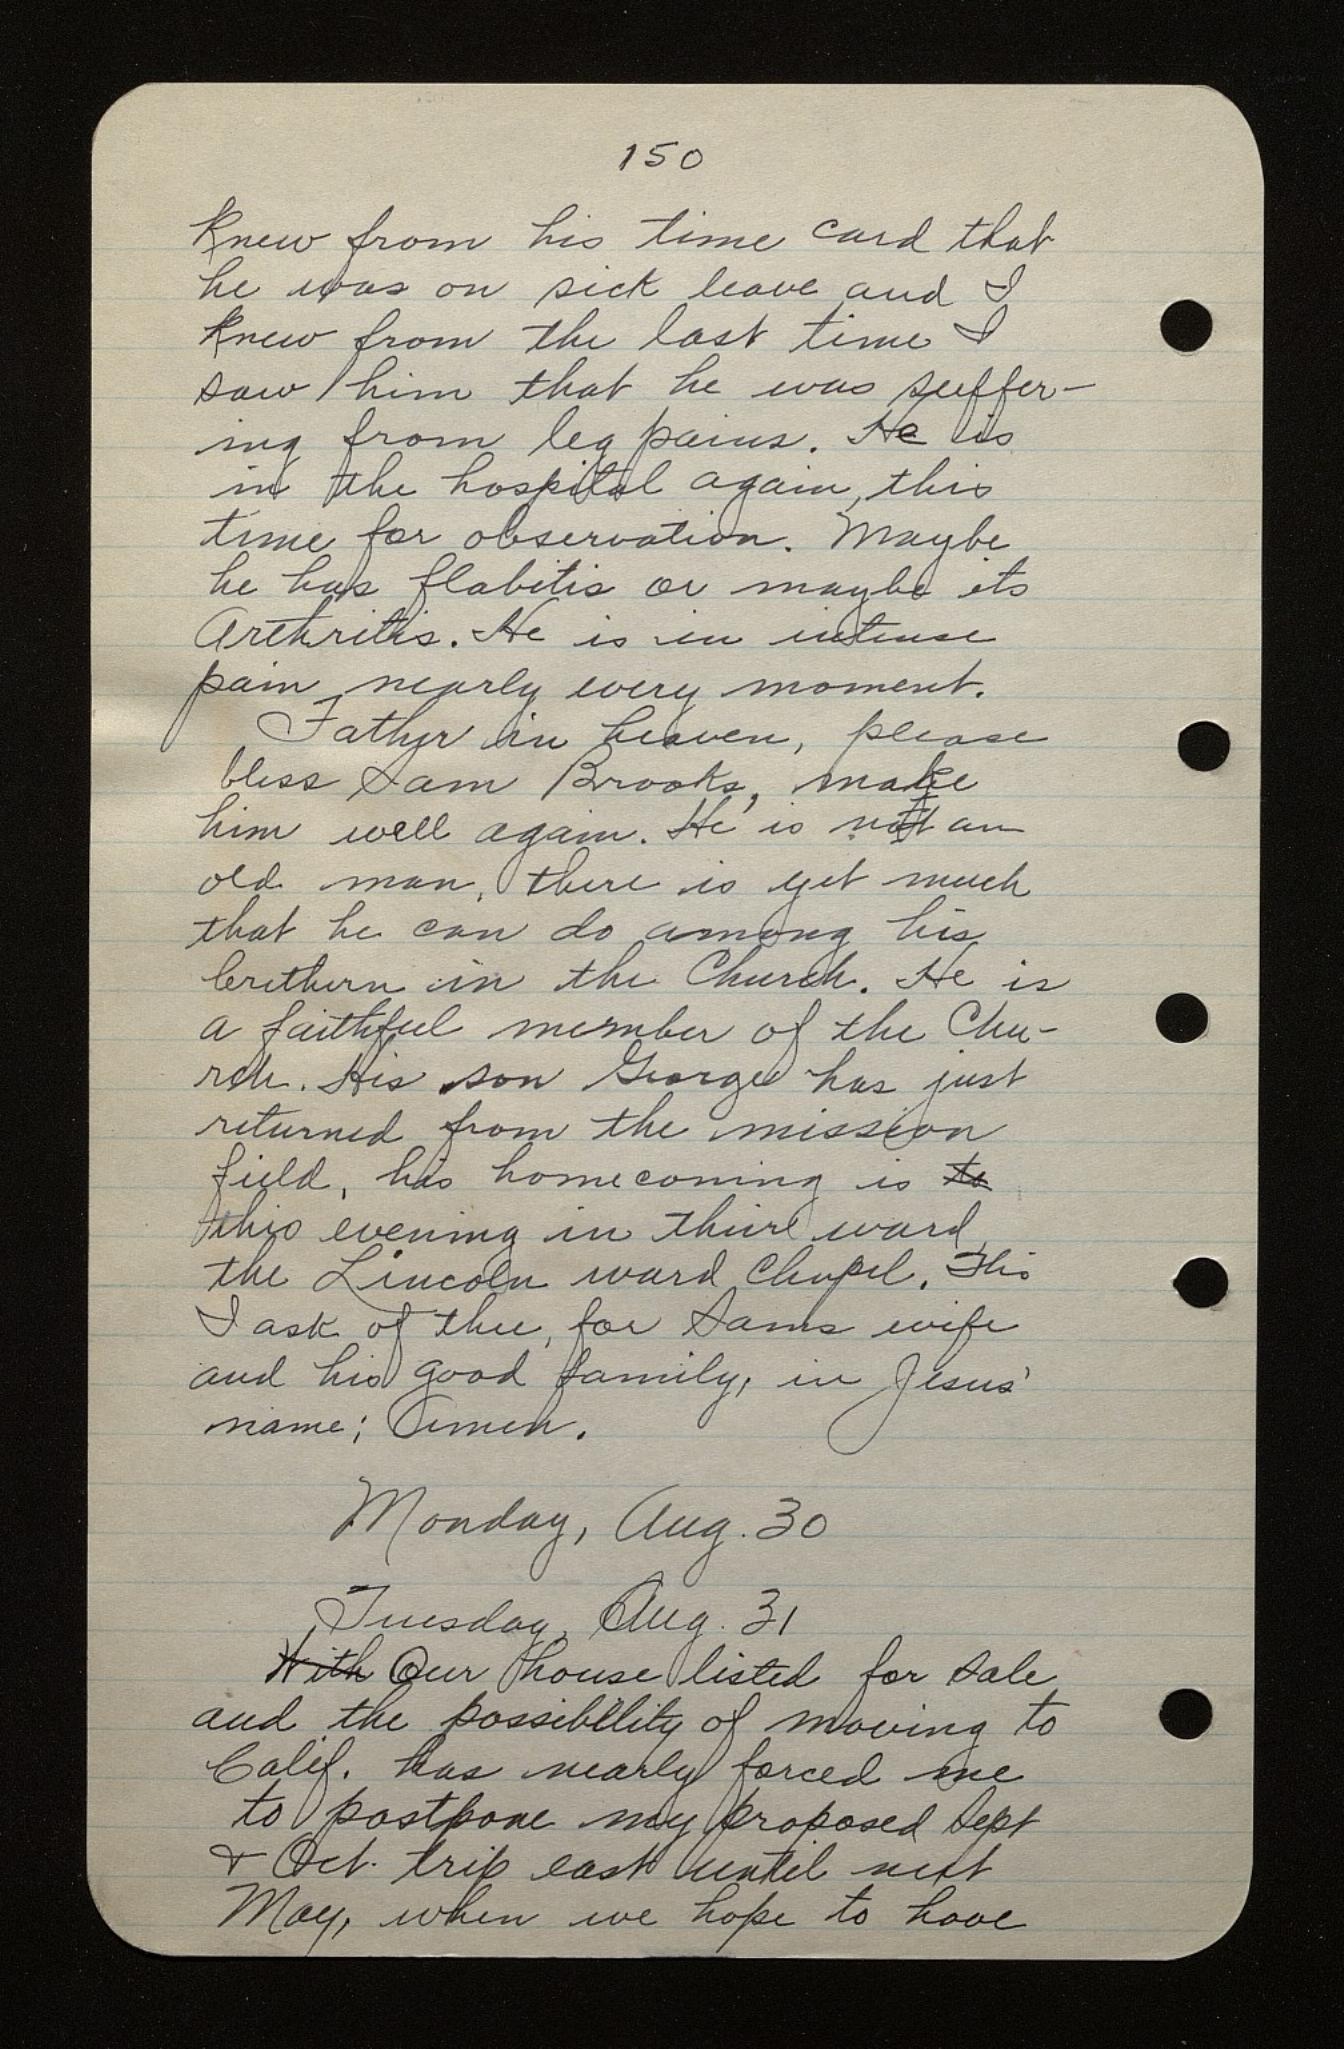 150
knew from his time card that
he was on sick leave and I
knew from the last time I
saw him that he was suffer-
ing from leg pains. He is
in the hospital again, this
time for observation. Maybe
he has flabitis or maybe its
Arthritis. He is in intense
pain nearly every moment.
Father in heaven, please
bless Sam Brooks, make
him well again. He is not an
old man, there is yet much
that he can do among his
brethern in the Church. He is
a faithful member of the Chu-
rch. His son George has just
returned from the mission
field, his homecoming is to
this evening in thire ward,
the Lincoln ward Chapel. This
I ask of thee, for Sams wife
and his good family, in Jesus'
name; Amen.
Monday, Aug. 30
Tuesday, Aug. 31
With Our house listed for sale
and the possibility of moving to
Calif. has nearly forced me
to postpone my proposed Sept
& Oct. trip east until next
May, when we hope to have